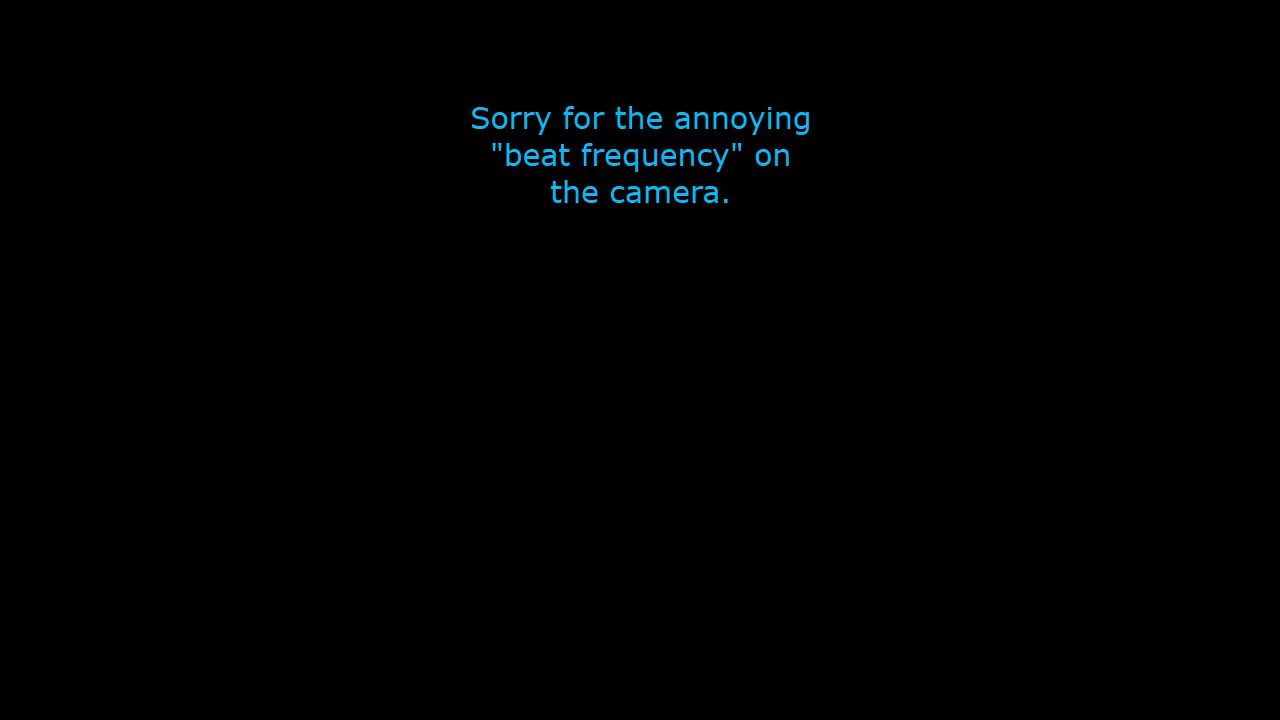 Sorry for the annoying
"beat frequency" on
the camera.